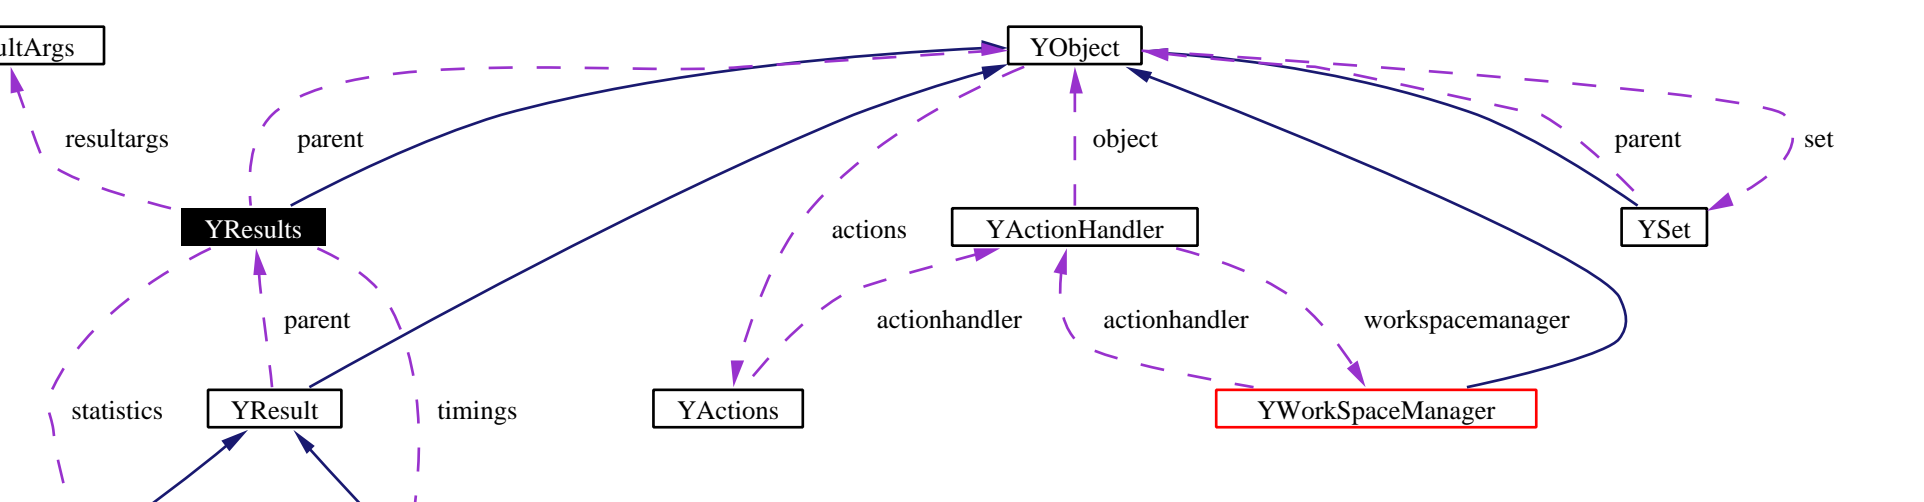 YObject
ultArgs
resultargs
parent
object
parent
set
YResults
actions
YActionHandler
YSet
parent
actionhandler
actionhandler
workspacemanager
statistics
YResult
timings
YActions
YWorkSpaceManager